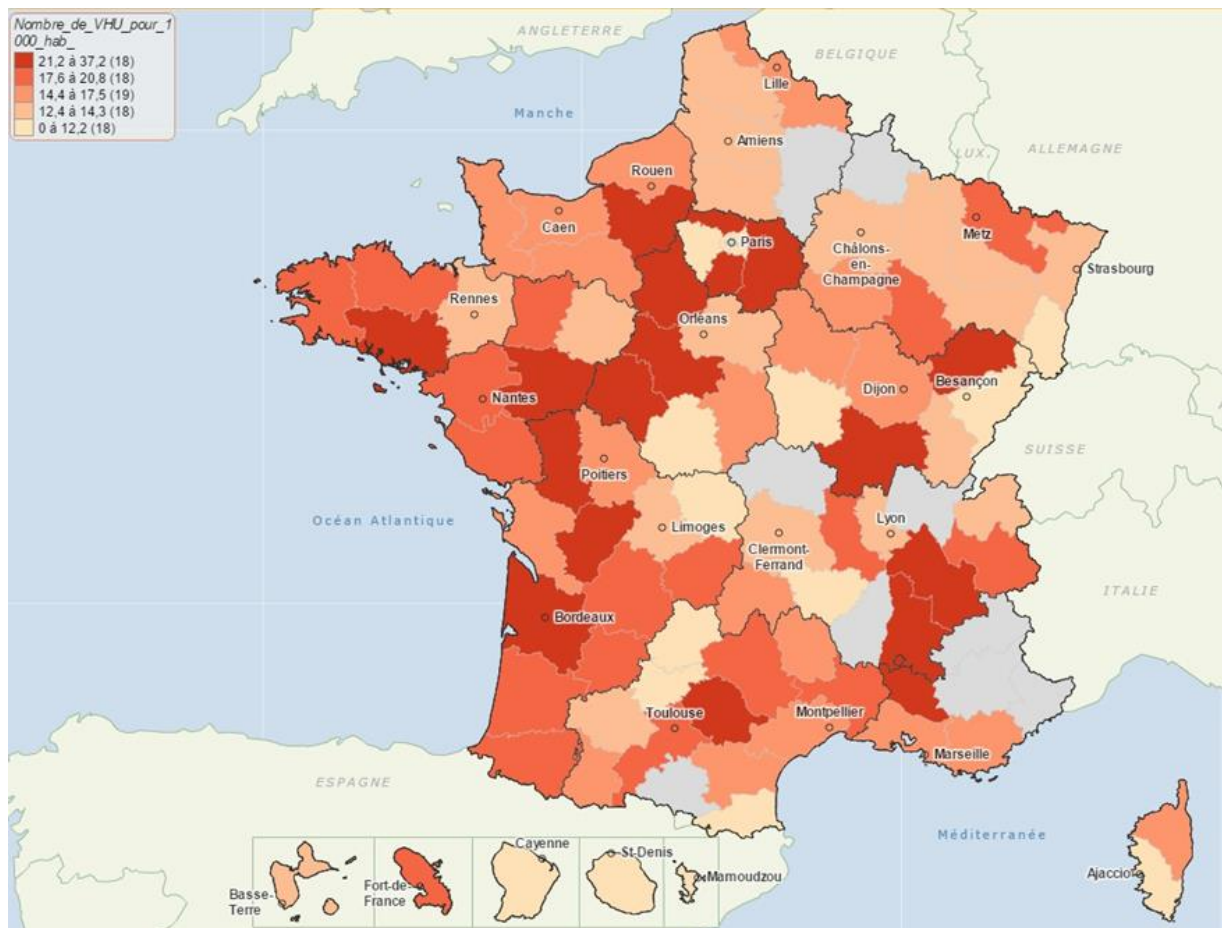 Nombre_de_VHU_pour_1
000_hab_
21,2 à 37,2 (18)
17,6 à 20,8 (18)
14,4 à 17,5 (19)
12,4 à 14,3 (18)
0 à 12,2 (18)
ANGLETERRE
BELGIQUE
Lille
Manche
Amiens
LUX.
ALLEMAGNE
Rouen
Caen
Paris
Metz
Châlons-
en-
Champagne
Strasbourg
Rennes
Orléans
Nantes
Dijon
Besançon
SUISSE
Poitiers
Océan Atlantique
Limoges
Lyon
Clermont-
Ferrand
ITALIE
Bordeaux
Toulouse
Montpellier
Marseille
ESPAGNE
Méditerranée
Ajaccio
Basse-
Terre
Fort-de-
France
Cayenne
St-Denis
Mamoudzou